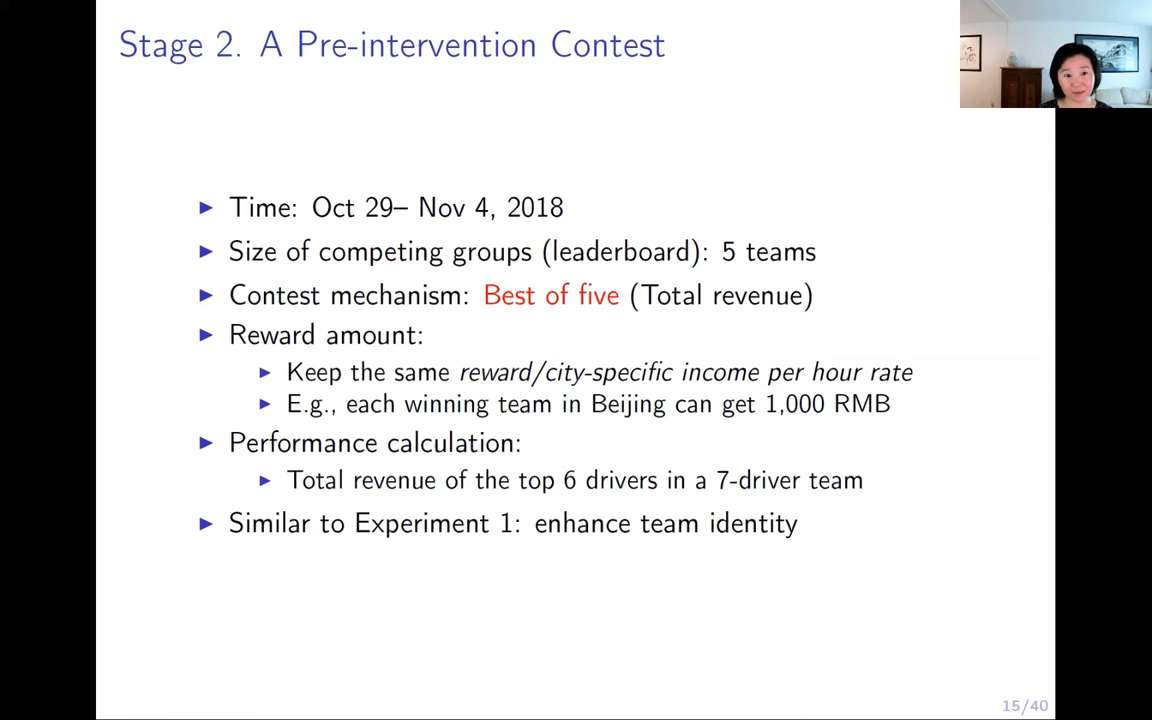 Stage 2. A Pre-intervention Contest
Time: Oct 29– Nov 4, 2018
Size of competing groups (leaderboard): 5 teams
Contest mechanism: Best of five (Total revenue)
Reward amount:
Keep the same reward/city-specific income per hour rate
E.g., each winning team in Beijing can get 1,000 RMB
Performance calculation:
Total revenue of the top 6 drivers in a 7-driver team
Similar to Experiment 1: enhance team identity
15/40